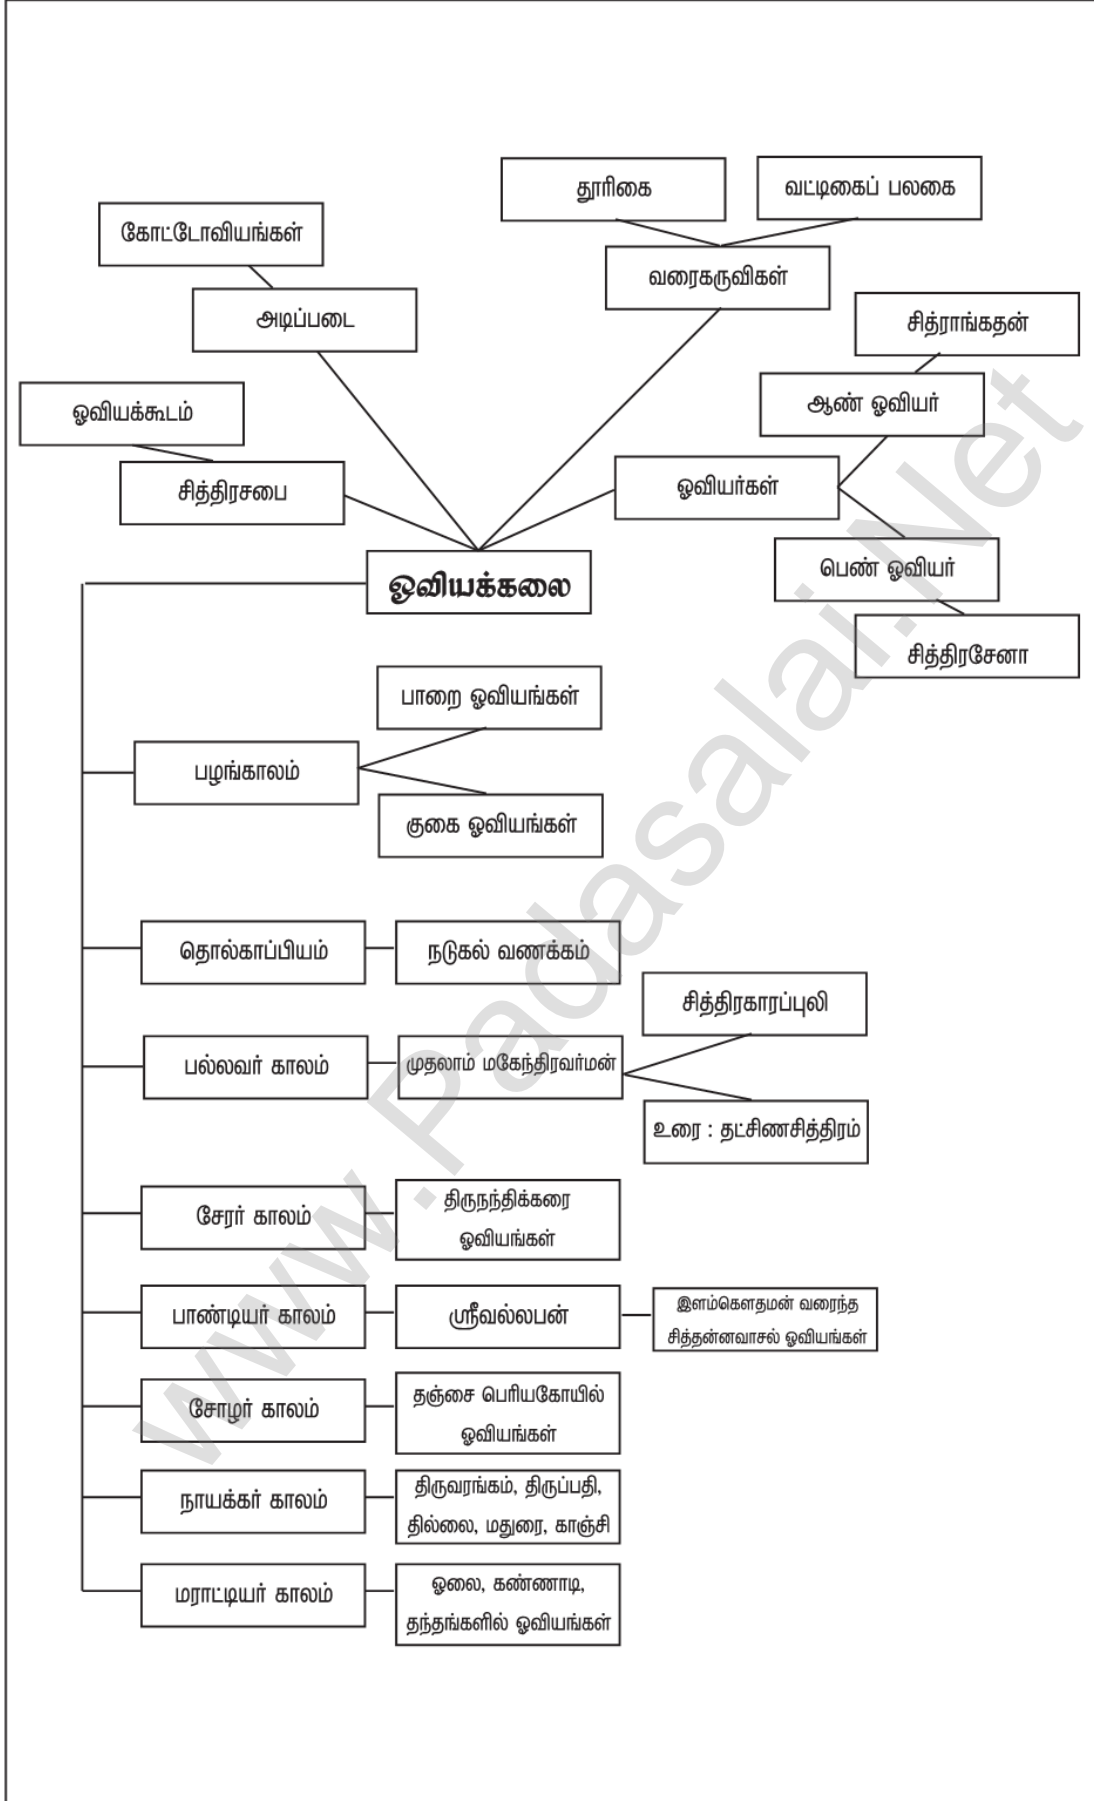 தூரிகை
வட்டிகைப் பலகை
கோட்டோவியங்கள்
வரைகருவிகள்
அடிப்படை
சித்ராங்கதன்
ஓவியக்கூடம்
ஆண் ஓவியர்
சித்திரசபை
ஓவியர்கள்
பெண் ஓவியர்
ஓவியக்கலை
சித்திரசேனா
பாறை ஓவியங்கள்
பழங்காலம்
குகை ஓவியங்கள்
தொல்காப்பியம்
நடுகல் வணக்கம்
சித்திரகாரப்புலி
பல்லவர் காலம்
முதலாம் மகேந்திரவர்மன்
உரை : தட்சிணசித்திரம்
சேரர் காலம்
திருநந்திக்கரை
ஓவியங்கள்
பாண்டியர் காலம்
ஸ்ரீவல்லபன்
இளம்கௌதமன் வரைந்த
சித்தன்னவாசல் ஓவியங்கள்
சோழர் காலம்
தஞ்சை பெரியகோயில்
ஓவியங்கள்
நாயக்கர் காலம்
திருவரங்கம், திருப்பதி,
தில்லை, மதுரை, காஞ்சி
மராட்டியர் காலம்
ஓலை, கண்ணாடி,
தந்தங்களில் ஓவியங்கள்
www.Padasalai.Net